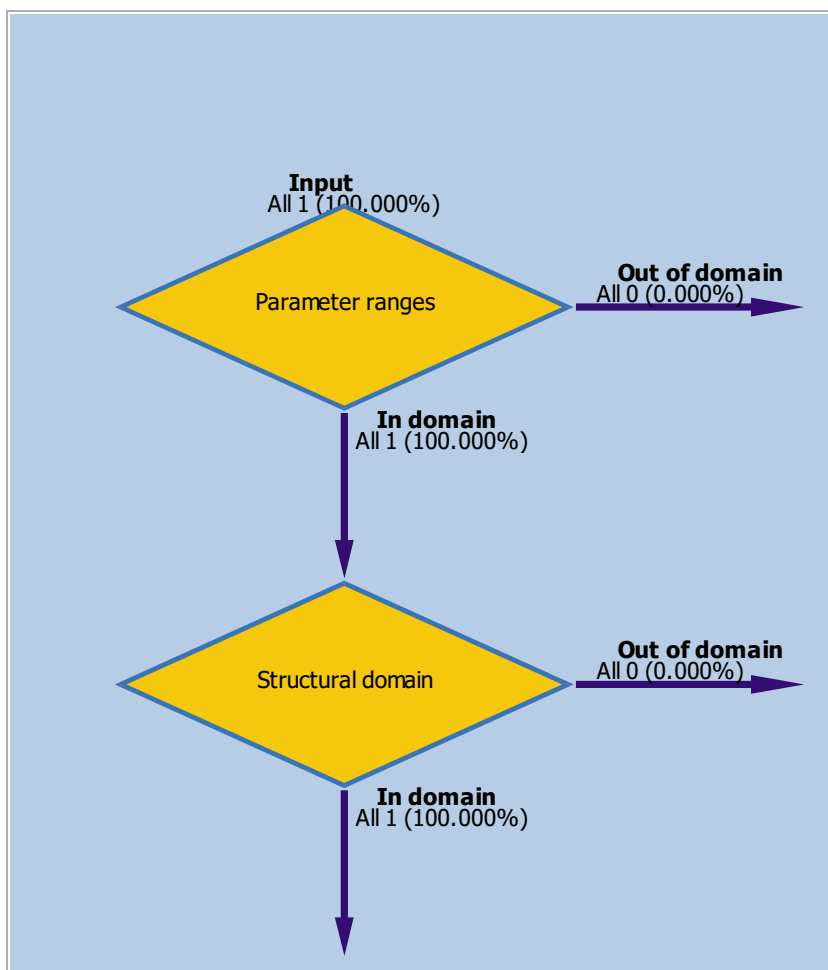 Input
All 1 (100.000%)
Parameter ranges
Out of domain
All 0 (0.000%)
In domain
All 1 (100.000%)
Structural domain
Out of domain
All 0 (0.000%)
In domain
All 1 (100.000%)